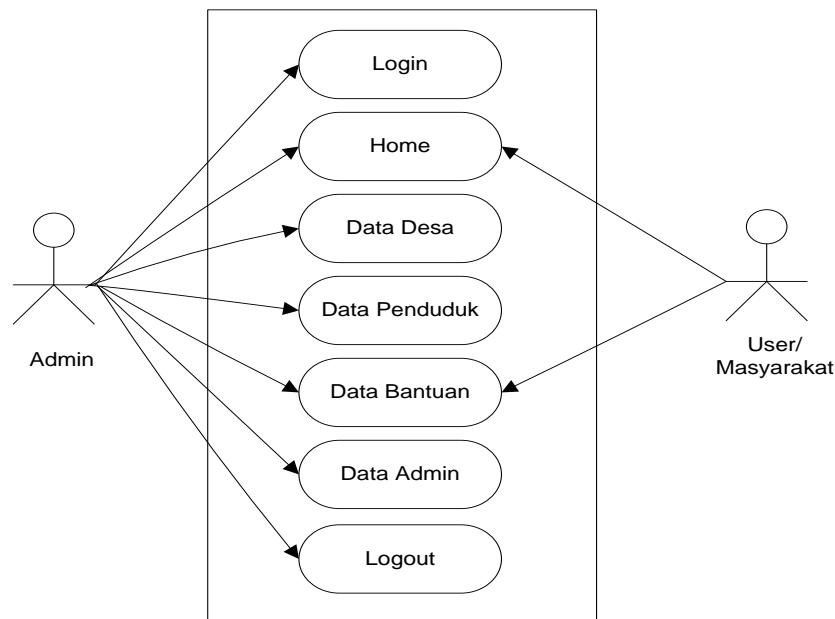 Login
Home
Data Desa
Data Penduduk
Data Bantuan
Data Admin
Logout
Admin
User/
Masyarakat